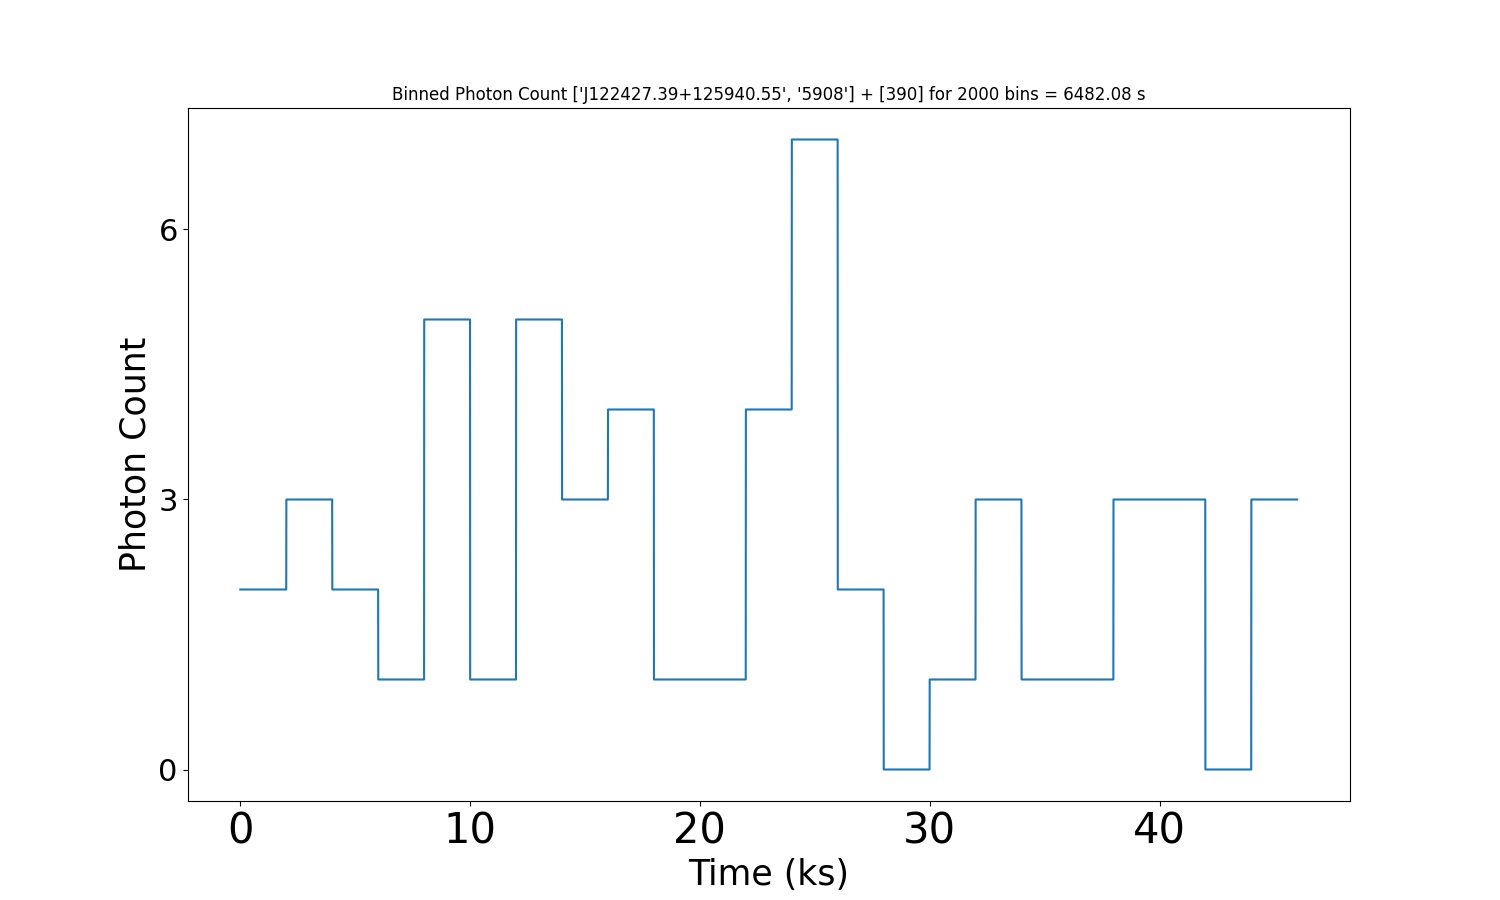 Binned Photon Count ['J122427.39+125940.55', '5908'] + [390] for 2000 bins = 6482.08 s
6
3
0
Photon Count
0 10 20 30 40
Time (ks)